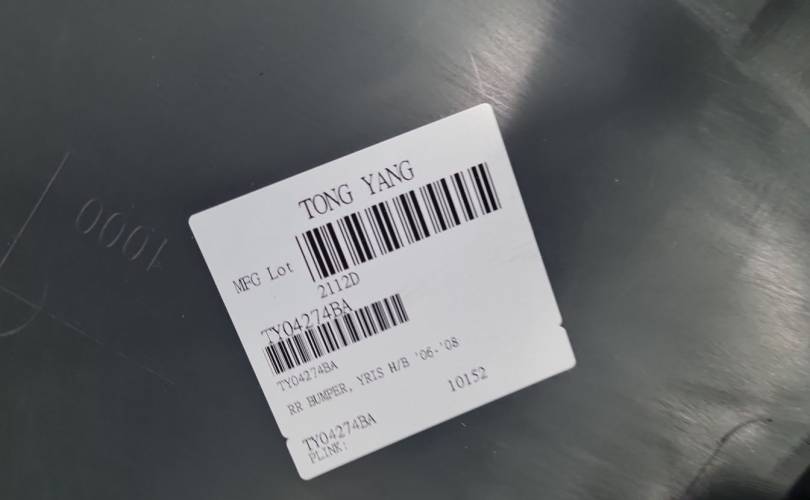 TONG YANG
MFG Lot
2112D
TY04274BA
TY04274BA
RR BUMPER, YRIS H/B '06-'08
10152
TY04274BA
PLINK:
1000